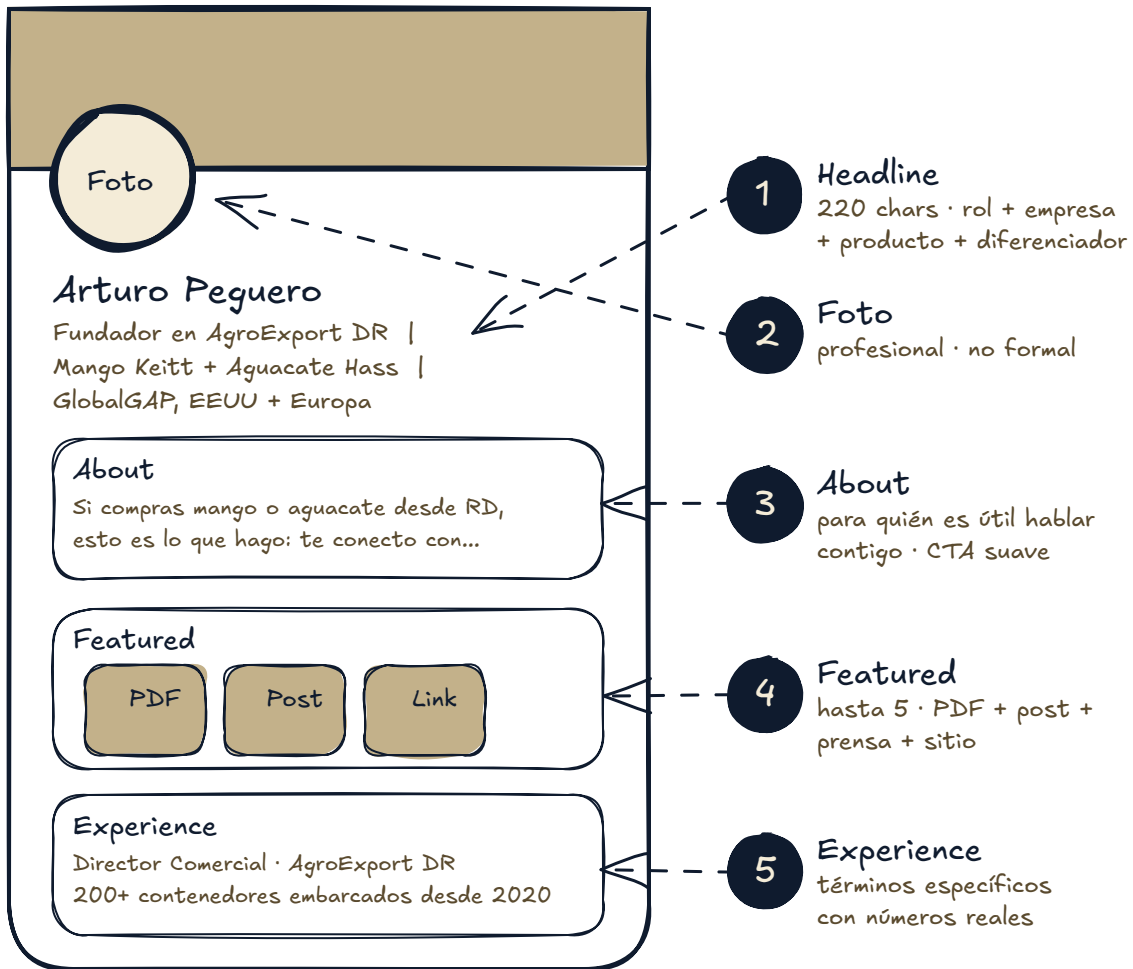 Foto
Arturo Peguero
Fundador en AgroExport DR |
Mango Keitt + Aguacate Hass |
GlobalGAP, EEUU + Europa
About
Si compras mango o aguacate desde RD,
esto es lo que hago: te conecto con...
Featured
PDF
Post
Link
Experience
Director Comercial · AgroExport DR
200+ contenedores embarcados desde 2020
1
Headline
220 chars · rol + empresa
+ producto + diferenciador
2
Foto
profesional · no formal
3
About
para quién es útil hablar
contigo · CTA suave
4
Featured
hasta 5 · PDF + post +
prensa + sitio
5
Experience
términos específicos
con números reales